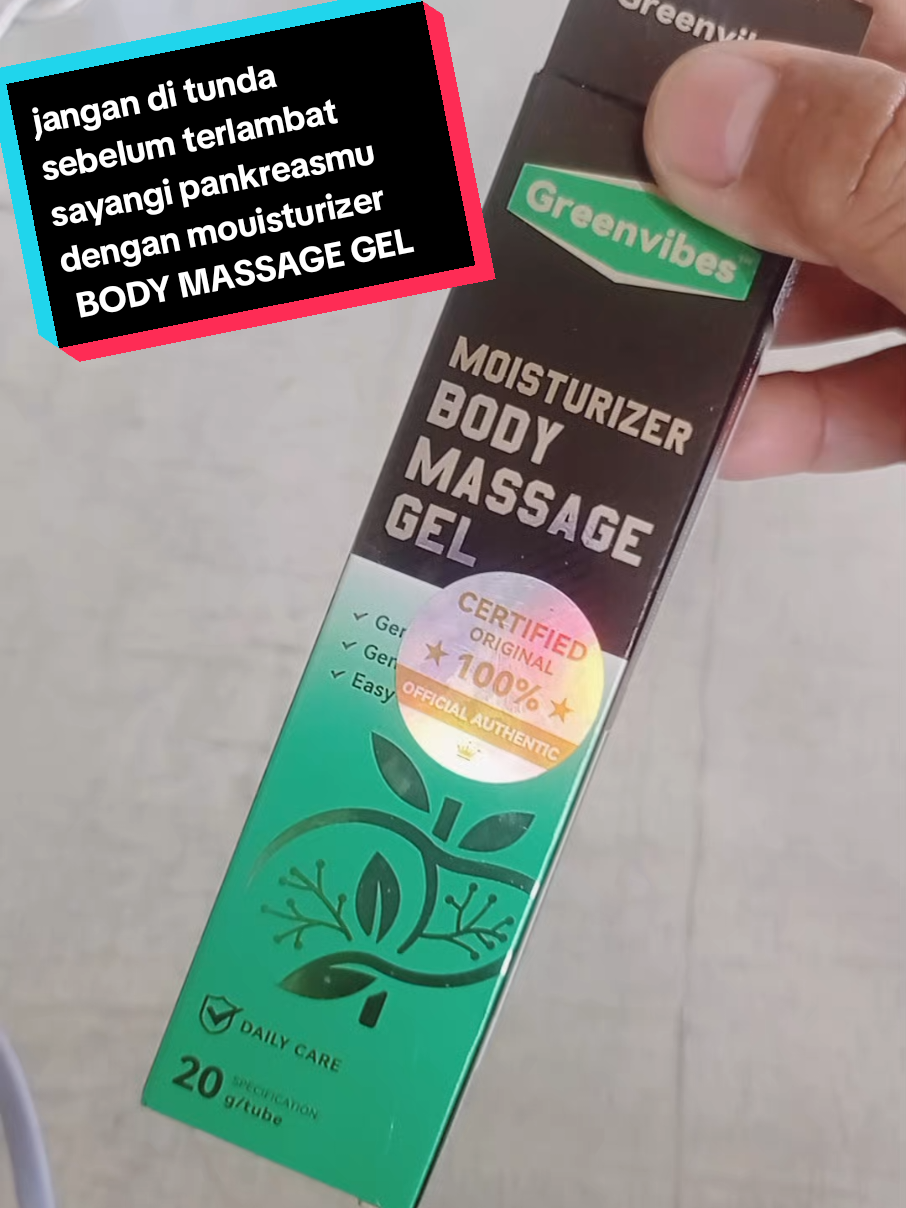 jangan di tunda
sebelum terlambat
sayangi pankreasmu
dengan mouisturizer
BODY MASSAGE GEL
Greenvibes
MOISTURIZER
BODY
MASSAGE
GEL
CERTIFIED
ORIGINAL
100%
OFFICIAL AUTHENTIC
Easy
DAILY CARE
20
SPECIFICATION
g/tube